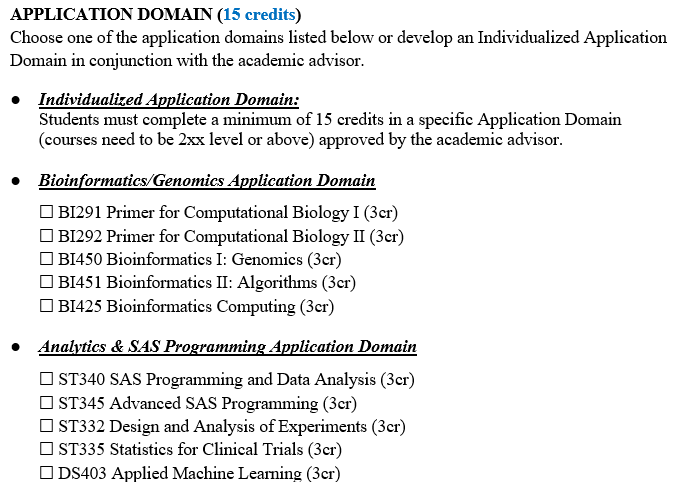 APPLICATION DOMAIN (15 credits)
Choose one of the application domains listed below or develop an Individualized Application
Domain in conjunction with the academic advisor.
● Individualized Application Domain:
Students must complete a minimum of 15 credits in a specific Application Domain
(courses need to be 2xx level or above) approved by the academic advisor.
● Bioinformatics/Genomics Application Domain
☐ BI291 Primer for Computational Biology I (3cr)
☐ BI292 Primer for Computational Biology II (3cr)
☐ BI450 Bioinformatics I: Genomics (3cr)
☐ BI451 Bioinformatics II: Algorithms (3cr)
☐ BI425 Bioinformatics Computing (3cr)
● Analytics & SAS Programming Application Domain
☐ ST340 SAS Programming and Data Analysis (3cr)
☐ ST345 Advanced SAS Programming (3cr)
☐ ST332 Design and Analysis of Experiments (3cr)
☐ ST335 Statistics for Clinical Trials (3cr)
☐ DS403 Applied Machine Learning (3cr)